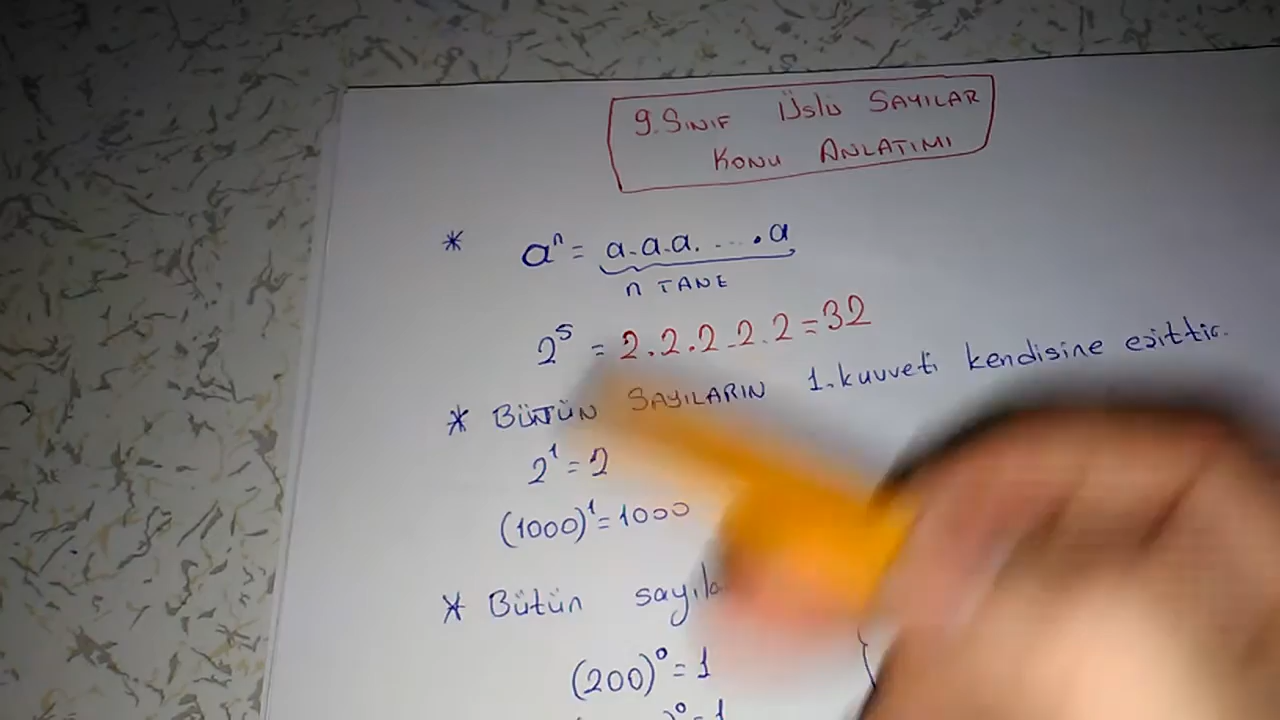 9. SINIF ÜSLÜ SAYILAR
KONU ANLATIMI
* aⁿ = a.a.a. ... .a
n TANE
2⁵ = 2.2.2.2.2=32
* BÜTÜN SAYILARIN 1.kuvveti kendisine eşittir.
2¹ = 2
(1000)¹ = 1000
* Bütün
(200)⁰ = 1